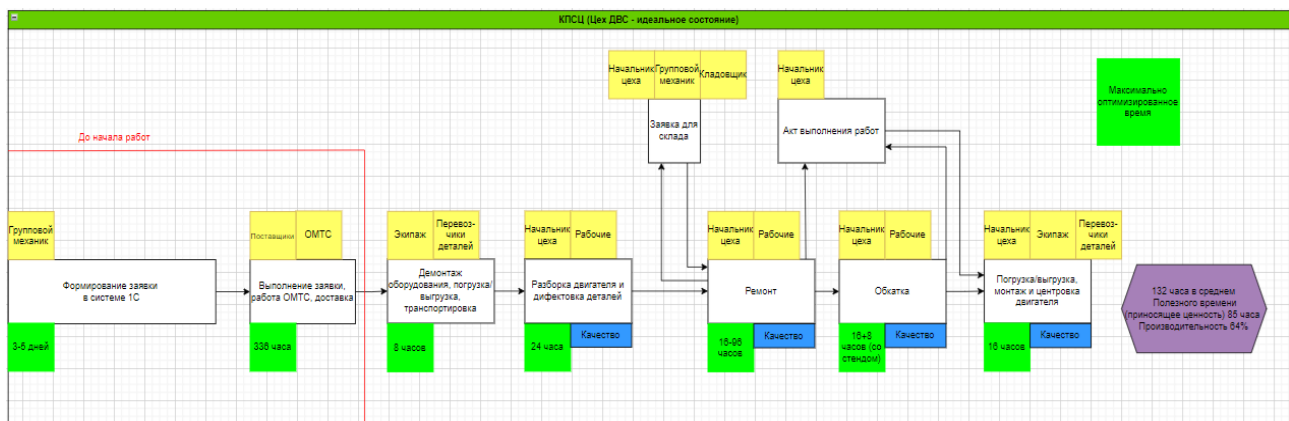 КПСЦ (Цех ДВС - идеальное состояние)
Начальник
цеха
Групповой
механик
Кладовщик
Начальник
цеха
Максимально
оптимизированное
время
Заявка для
склада
Акт выполнения работ
До начала работ
Групповой
механик
Поставщики
ОМТС
Экипаж
Перевоз-
чики
деталей
Начальник
цеха
Рабочие
Начальник
цеха
Рабочие
Начальник
цеха
Рабочие
Начальник
цеха
Экипаж
Перевоз-
чики
деталей
Формирование заявки
в системе 1С
Выполнение заявки,
работа ОМТС, доставка
Демонтаж
оборудования, погрузка/
выгрузка,
транспортировка
Разборка двигателя и
дифектовка деталей
Ремонт
Обкатка
Погрузка/выгрузка,
монтаж и центровка
двигателя
132 часа в среднем
Полезного времени
(приносящее ценность) 85 часа
Производительность 64%
3-5 дней
336 часа
8 часов
24 часа
Качество
16-96
часов
Качество
16+8
часов (со
стендом)
Качество
16 часов
Качество